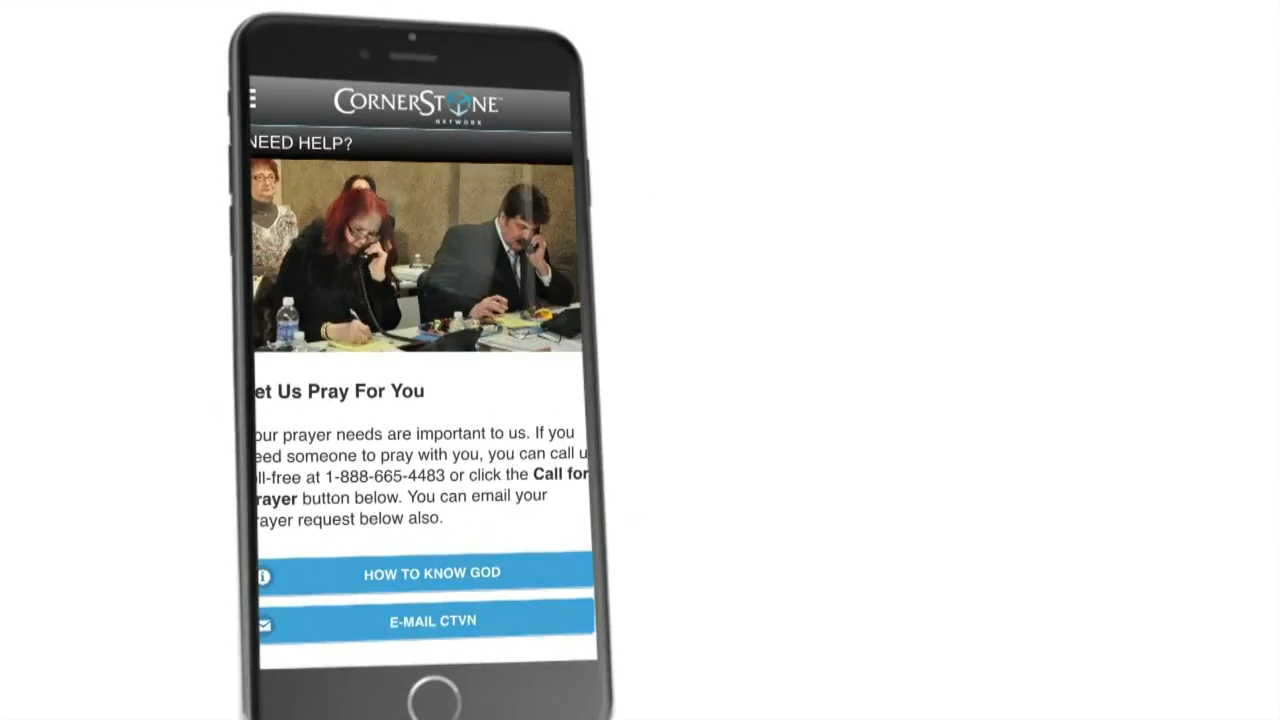 CORNERSTONE™
NETWORK
NEED HELP?
et Us Pray For You
our prayer needs are important to us. If you
eed someone to pray with you, you can call u
ll-free at 1-888-665-4483 or click the Call for
rayer button below. You can email your
rayer request below also.
HOW TO KNOW GOD
E-MAIL CTVN